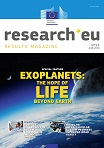 research*eu
RESULTS MAGAZINE
SPECIAL FEATURE
EXOPLANETS:
THE HOPE OF
LIFE
BEYOND EARTH